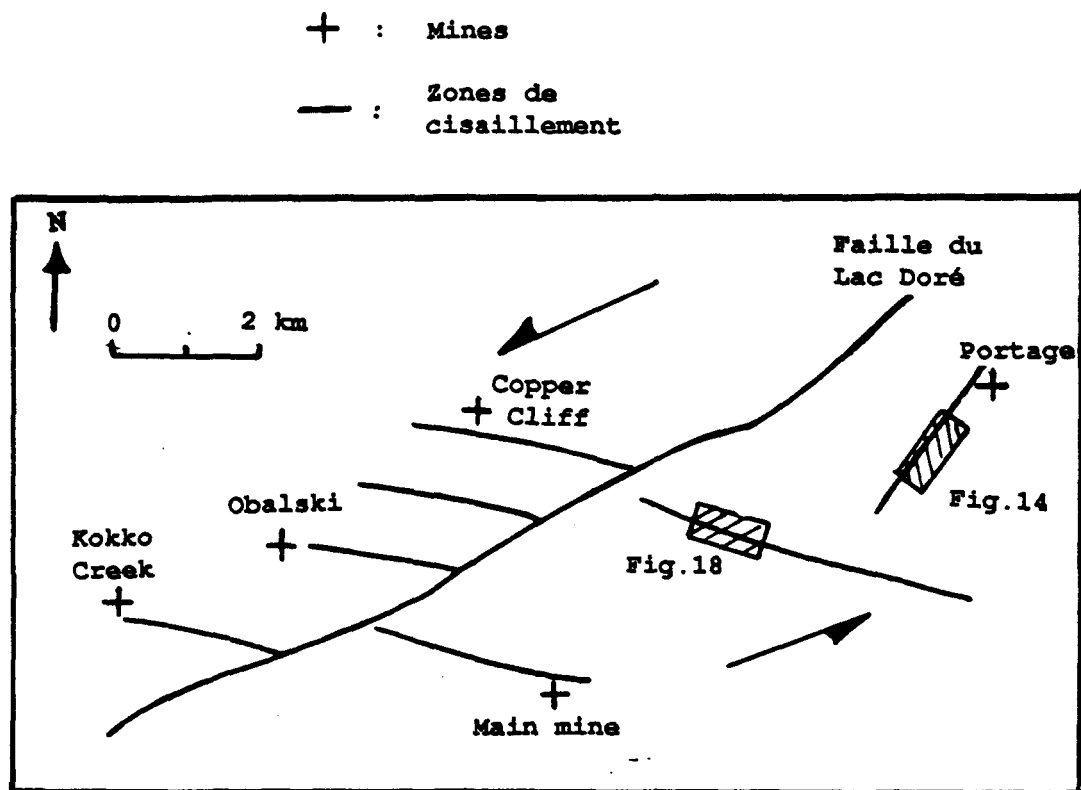 + : Mines
— : Zones de
cisaillement
N
0 2 km
Faille du
Lac Doré
Portage
Copper
Cliff
Fig.14
Obalski
Kokko
Creek
Fig.18
Main mine